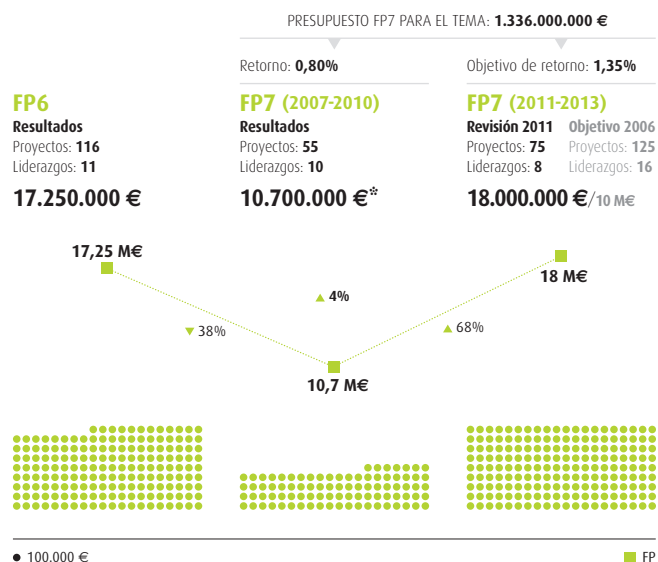 PRESUPUESTO FP7 PARA EL TEMA: 1.336.000.000 €
Retorno: 0,80%
Objetivo de retorno: 1,35%
FP6
Resultados
Proyectos: 116
Liderazgos: 11
17.250.000 €
FP7 (2007-2010)
Resultados
Proyectos: 55
Liderazgos: 10
10.700.000 €*
FP7 (2011-2013)
Revisión 2011 Objetivo 2006
Proyectos: 75 Proyectos: 125
Liderazgos: 8 Liderazgos: 16
18.000.000 €/10 M€
17,25 M€
18 M€
▲ 4%
▼ 38%
▲ 68%
10,7 M€
● 100.000 €
FP